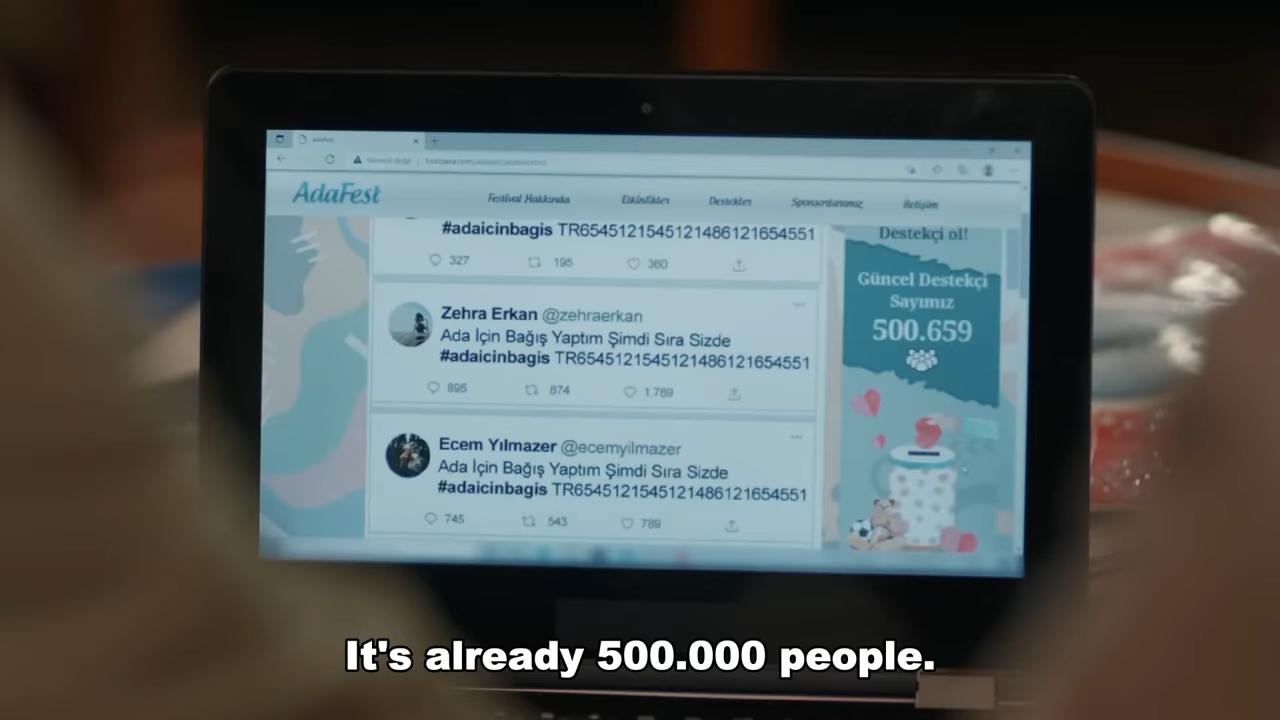 AdaFest
Festival Hakkında
Etkinlikler
Destekler
Sponsorlarımız
İletişim
#adaicinbagis TR65451215451214861216545​51
327 195 360
Zehra Erkan @zehraerkan
Ada İçin Bağış Yaptım Şimdi Sıra Sizde
#adaicinbagis TR6545121545121486121654551
895 874 1.789
Ecem Yılmazer @ecemyilmazer
Ada İçin Bağış Yaptım Şimdi Sıra Sizde
#adaicinbagis TR6545121545121486121654551
745 543 789
Destekçi ol!
Güncel Destekçi
Sayımız
500.659
It's already 500.000 people.